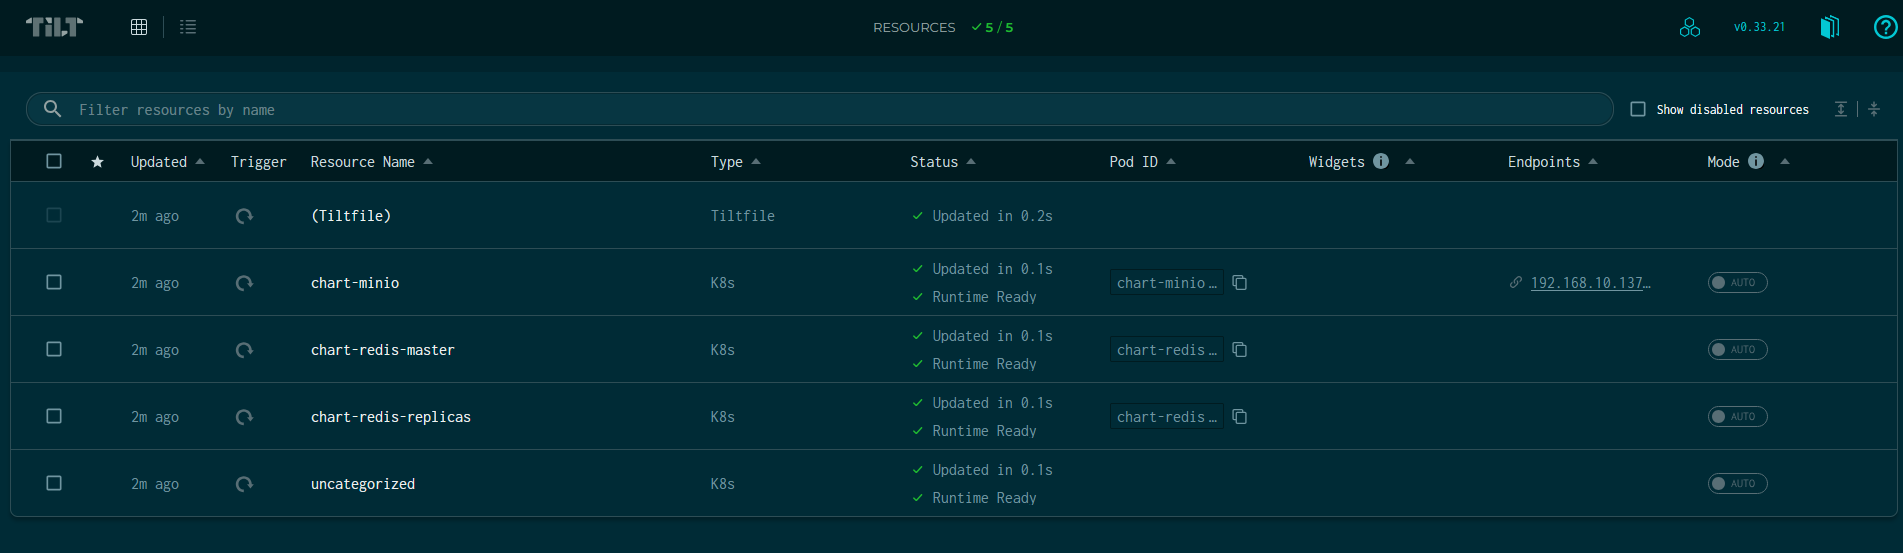 TILT RESOURCES 5 / 5 v0.33.21
Filter resources by name Show disabled resources
Updated Trigger Resource Name Type Status Pod ID Widgets Endpoints Mode
2m ago (Tiltfile) Tiltfile Updated in 0.2s
2m ago chart-minio K8s Updated in 0.1s chart-minio… 192.168.10.137… AUTO
Runtime Ready
2m ago chart-redis-master K8s Updated in 0.1s chart-redis… AUTO
Runtime Ready
2m ago chart-redis-replicas K8s Updated in 0.1s chart-redis… AUTO
Runtime Ready
2m ago uncategorized K8s Updated in 0.1s AUTO
Runtime Ready